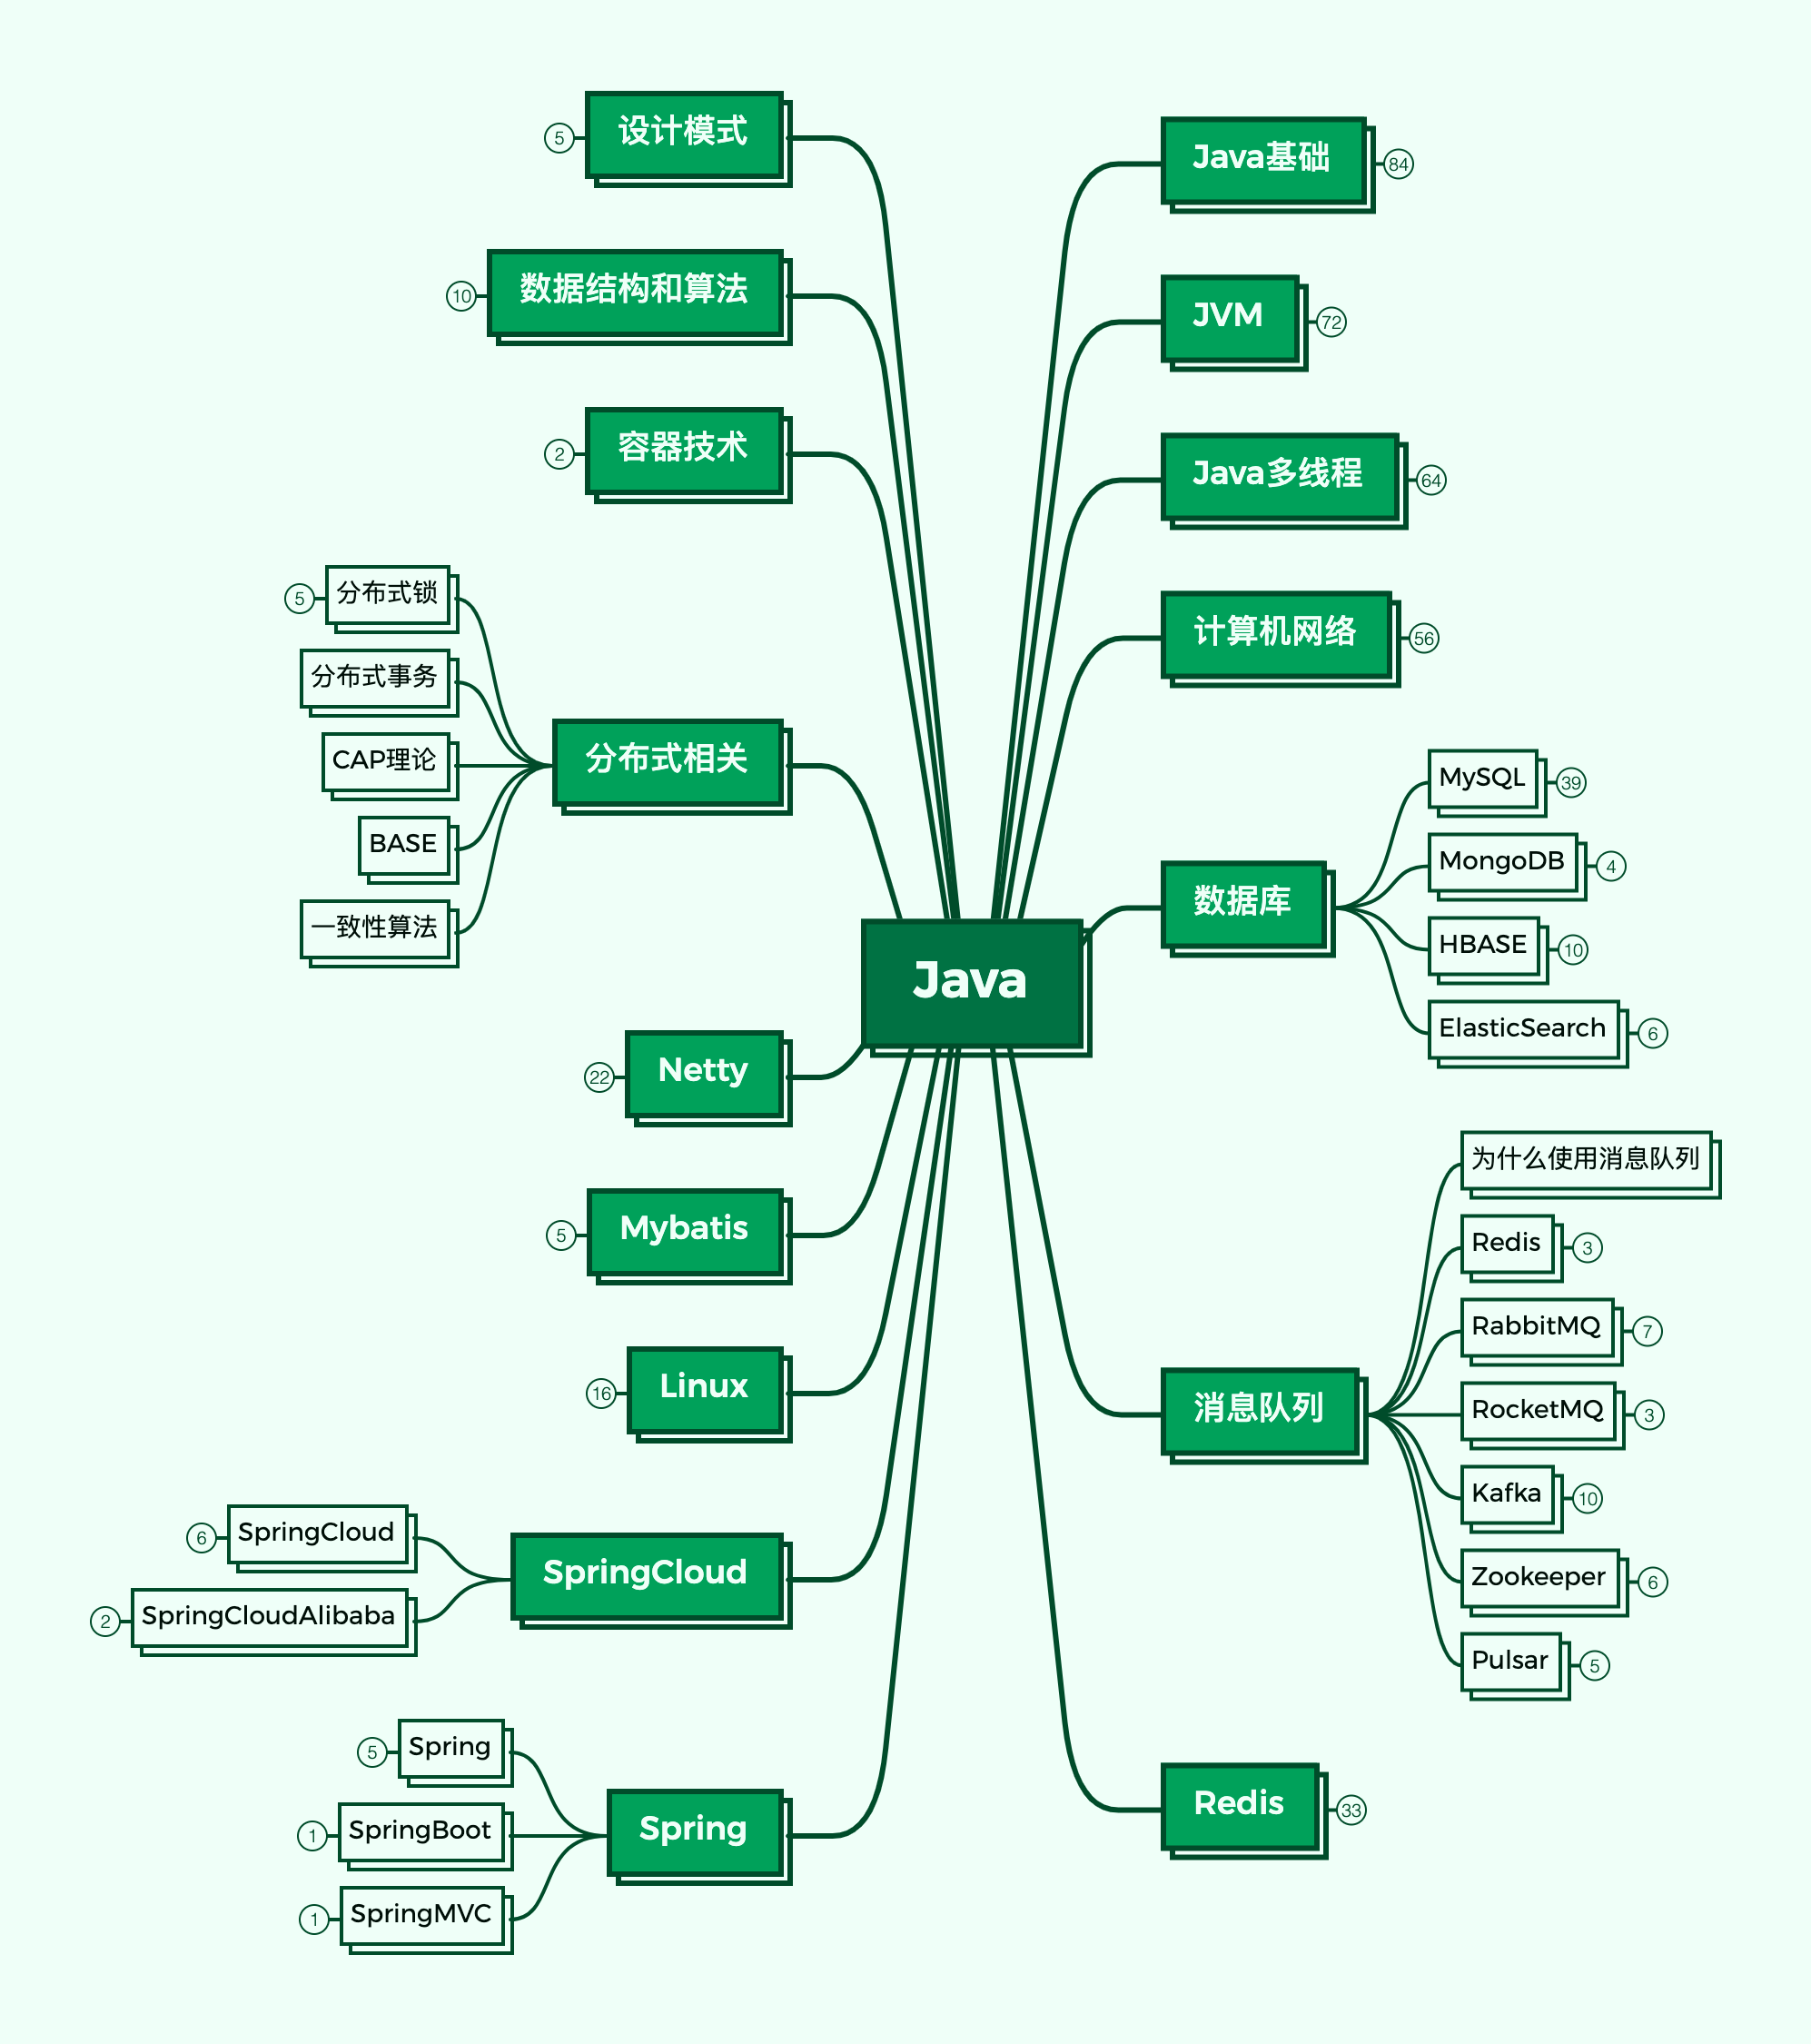 Java
Java基础
84
JVM
72
Java多线程
64
计算机网络
56
数据库
MySQL
39
MongoDB
4
HBASE
10
ElasticSearch
6
消息队列
为什么使用消息队列
Redis
3
RabbitMQ
7
RocketMQ
3
Kafka
10
Zookeeper
6
Pulsar
5
Redis
33
设计模式
5
数据结构和算法
10
容器技术
2
分布式相关
分布式锁
5
分布式事务
CAP理论
BASE
一致性算法
Netty
22
Mybatis
5
Linux
16
SpringCloud
SpringCloud
6
SpringCloudAlibaba
2
Spring
Spring
5
SpringBoot
1
SpringMVC
1